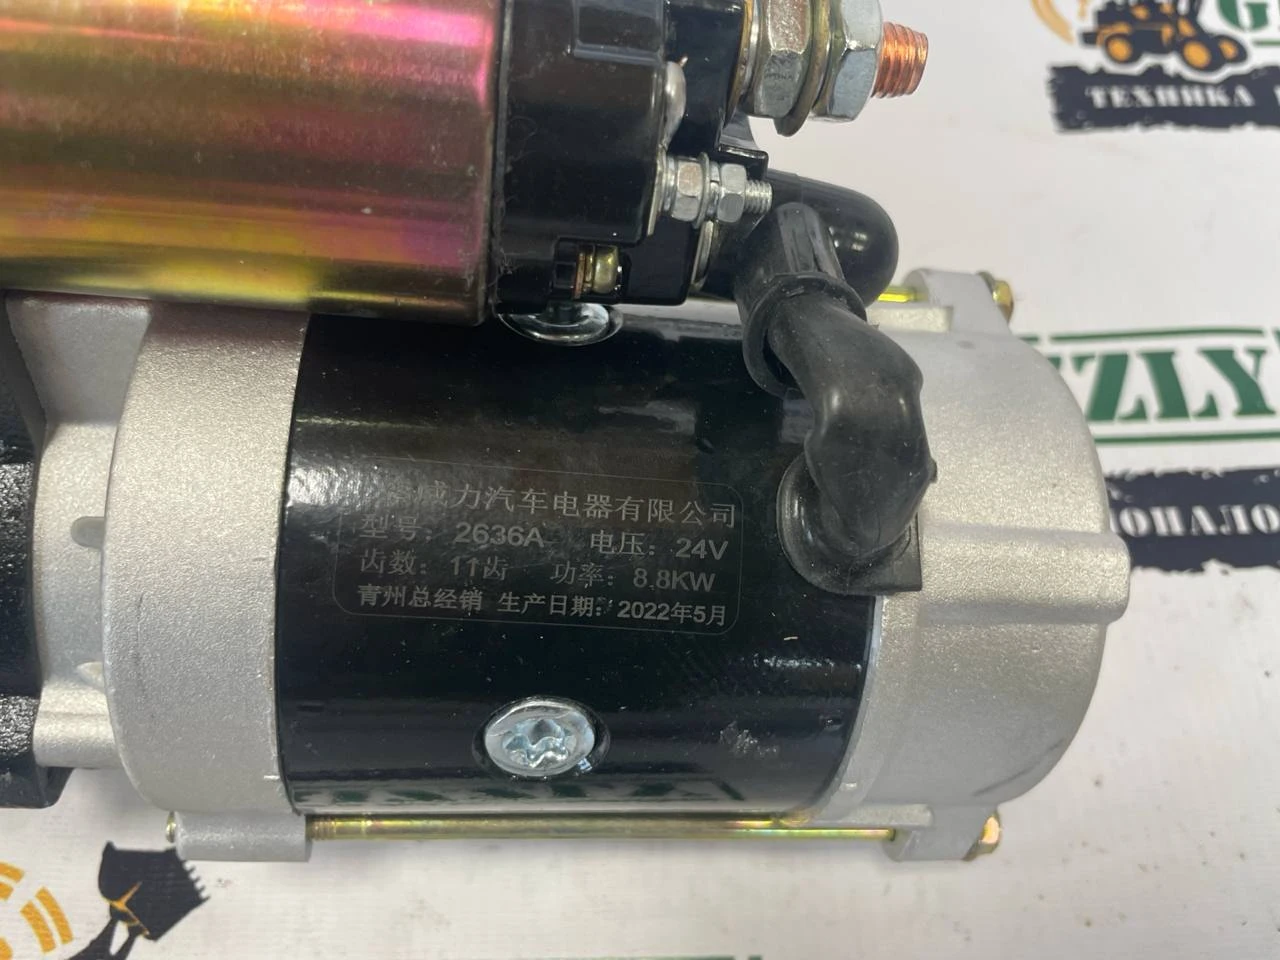 ТЕХНИКА
威力汽车电器有限公司
型号: 2636A 电压: 24V
齿数: 11齿 功率: 8.8KW
青州总经销 生产日期: 2022年5月
ZZLY
ИОНАЛО